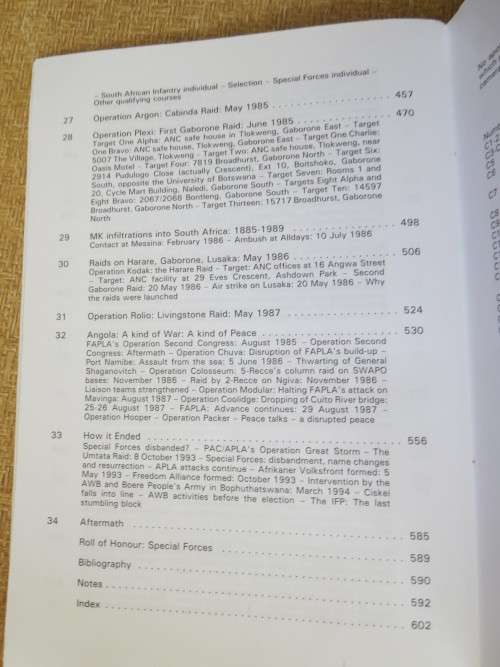 – South African Infantry individual – Selection – Special Forces individual –
Other qualifying courses
27 Operation Argon: Cabinda Raid: May 1985 457
28 Operation Plexi: First Gaborone Raid: June 1985 470
Target One Alpha: ANC safe house in Tlokweng, Gaborone East – Target
One Bravo: ANC safe house, Tlokweng, Gaborone East – Target One Charlie:
5007 The Village, Tlokweng – Target Two: ANC safe house, Tlokweng, near
Oasis Motel – Target Four: 7819 Broadhurst, Gaborone North – Target Six:
2914 Pudulogo Close (actually Crescent), Ext 10, Bontsiko, Gaborone
South, opposite the University of Botswana – Target Seven: Rooms 1 and
20, Cycle Mart Building, Naledi, Gaborone South – Targets Eight Alpha and
Eight Bravo: 2067/2068 Bontleng, Gaborone South – Target Ten: 14597
Broadhurst, Gaborone North – Target Thirteen: 15717 Broadhurst, Gaborone
North
29 MK infiltrations into South Africa: 1885-1989 498
Contact at Messina: February 1986 – Ambush at Alldays: 10 July 1986
30 Raids on Harare, Gaborone, Lusaka: May 1986 506
Operation Kodak: the Harare Raid – Target: ANC offices at 16 Angwa Street
– Target: ANC facility at 29 Eves Crescent, Ashdown Park – Second
Gaborone Raid: 20 May 1986 – Air strike on Lusaka: 20 May 1986 – Why
the raids were launched
31 Operation Rolio: Livingstone Raid: May 1987 524
32 Angola: A kind of War: A kind of Peace 530
FAPLA's Operation Second Congress: August 1985 – Operation Second
Congress: Aftermath – Operation Chuva: Disruption of FAPLA's build-up –
Port Namibe: Assault from the sea: 5 June 1986 – Thwarting of General
Shaganovitch – Operation Colosseum: 5-Recce's column raid on SWAPO
bases: November 1986 – Raid by 2-Recce on Ngiva: November 1986 –
Liaison teams strengthened – Operation Modular: Halting FAPLA's attack on
Mavinga: August 1987 – Operation Coolidge: Dropping of Cuito River bridge:
25-26 August 1987 – FAPLA: Advance continues: 29 August 1987 –
Operation Hooper – Operation Packer – Peace talks – a disrupted peace
33 How it Ended 556
Special Forces disbanded? – PAC/APLA's Operation Great Storm – The
Umtata Raid: 8 October 1993 – Special Forces: disbandment, name changes
and resurrection – APLA attacks continue – Afrikaner Volksfront formed: 5
May 1993 – Freedom Alliance formed: October 1993 – Intervention by the
AWB and Boere People's Army in Bophuthatswana: March 1994 – Ciskei
falls into line – AWB activities before the election – The IFP: The last
stumbling block
34 Aftermath 585
Roll of Honour: Special Forces 589
Bibliography 590
Notes 592
Index 602